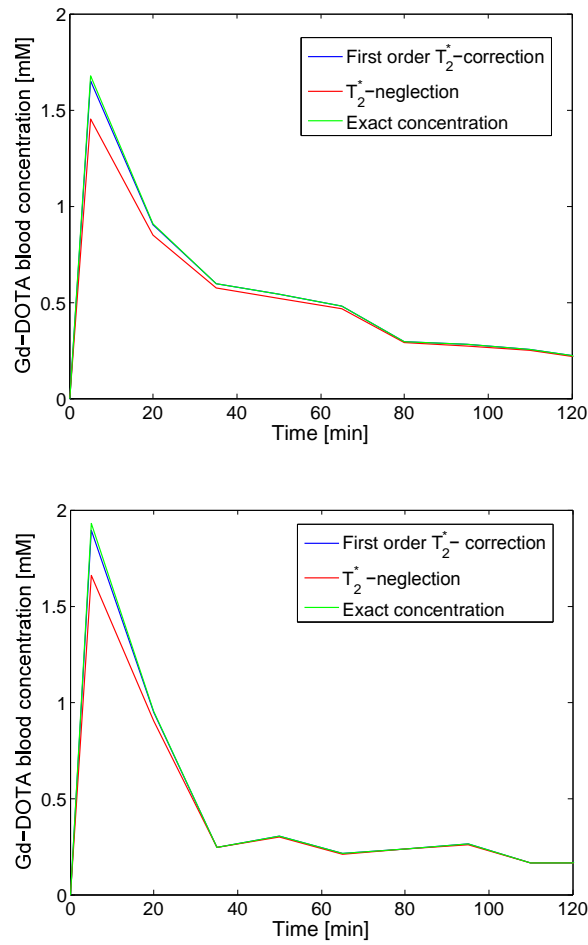 Gd−DOTA blood concentration [mM]
2
1.5
1
0.5
0
First order T2*−correction
T2*−neglection
Exact concentration
0 20 40 60 80 100 120
Time [min]
Gd−DOTA blood concentration [mM]
2
1.5
1
0.5
0
First order T2*− correction
T2* −neglection
Exact concentration
0 20 40 60 80 100 120
Time [min]